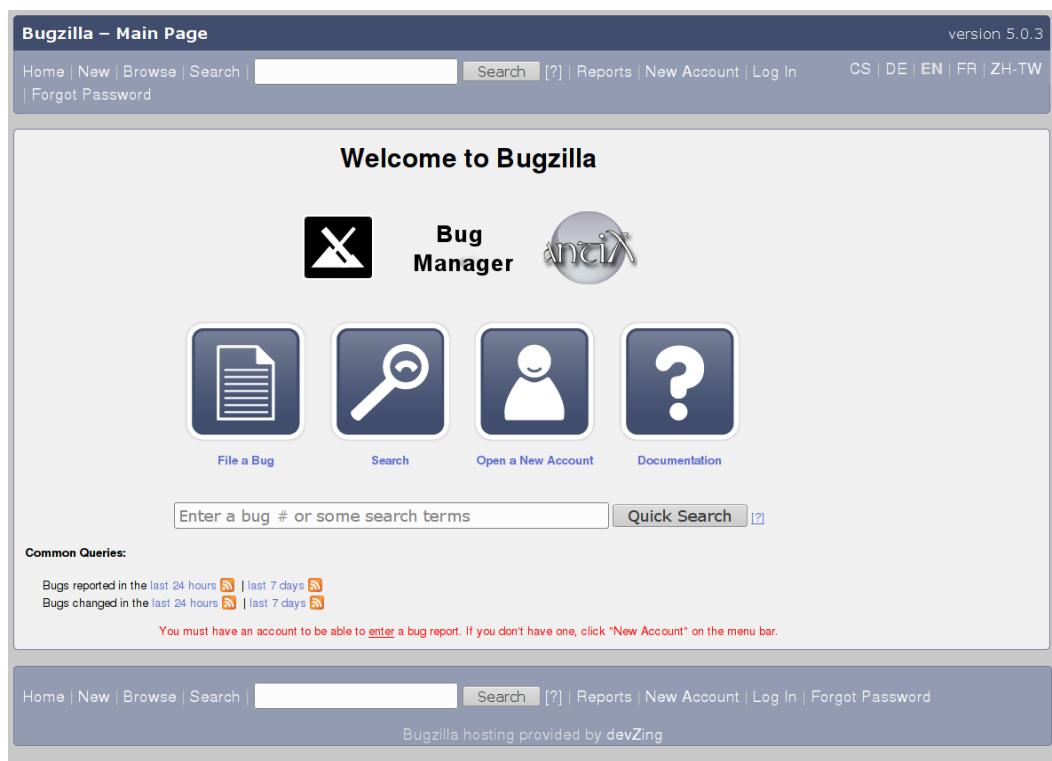 Bugzilla – Main Page
version 5.0.3
Home | New | Browse | Search | Search [?] | Reports | New Account | Log In
| Forgot Password
CS | DE | EN | FR | ZH-TW
Welcome to Bugzilla
Bug
Manager
antiX
File a Bug
Search
Open a New Account
Documentation
Enter a bug # or some search terms
Quick Search [?]
Common Queries:
Bugs reported in the last 24 hours | last 7 days
Bugs changed in the last 24 hours | last 7 days
You must have an account to be able to enter a bug report. If you don't have one, click "New Account" on the menu bar.
Home | New | Browse | Search | Search [?] | Reports | New Account | Log In | Forgot Password
Bugzilla hosting provided by devZing